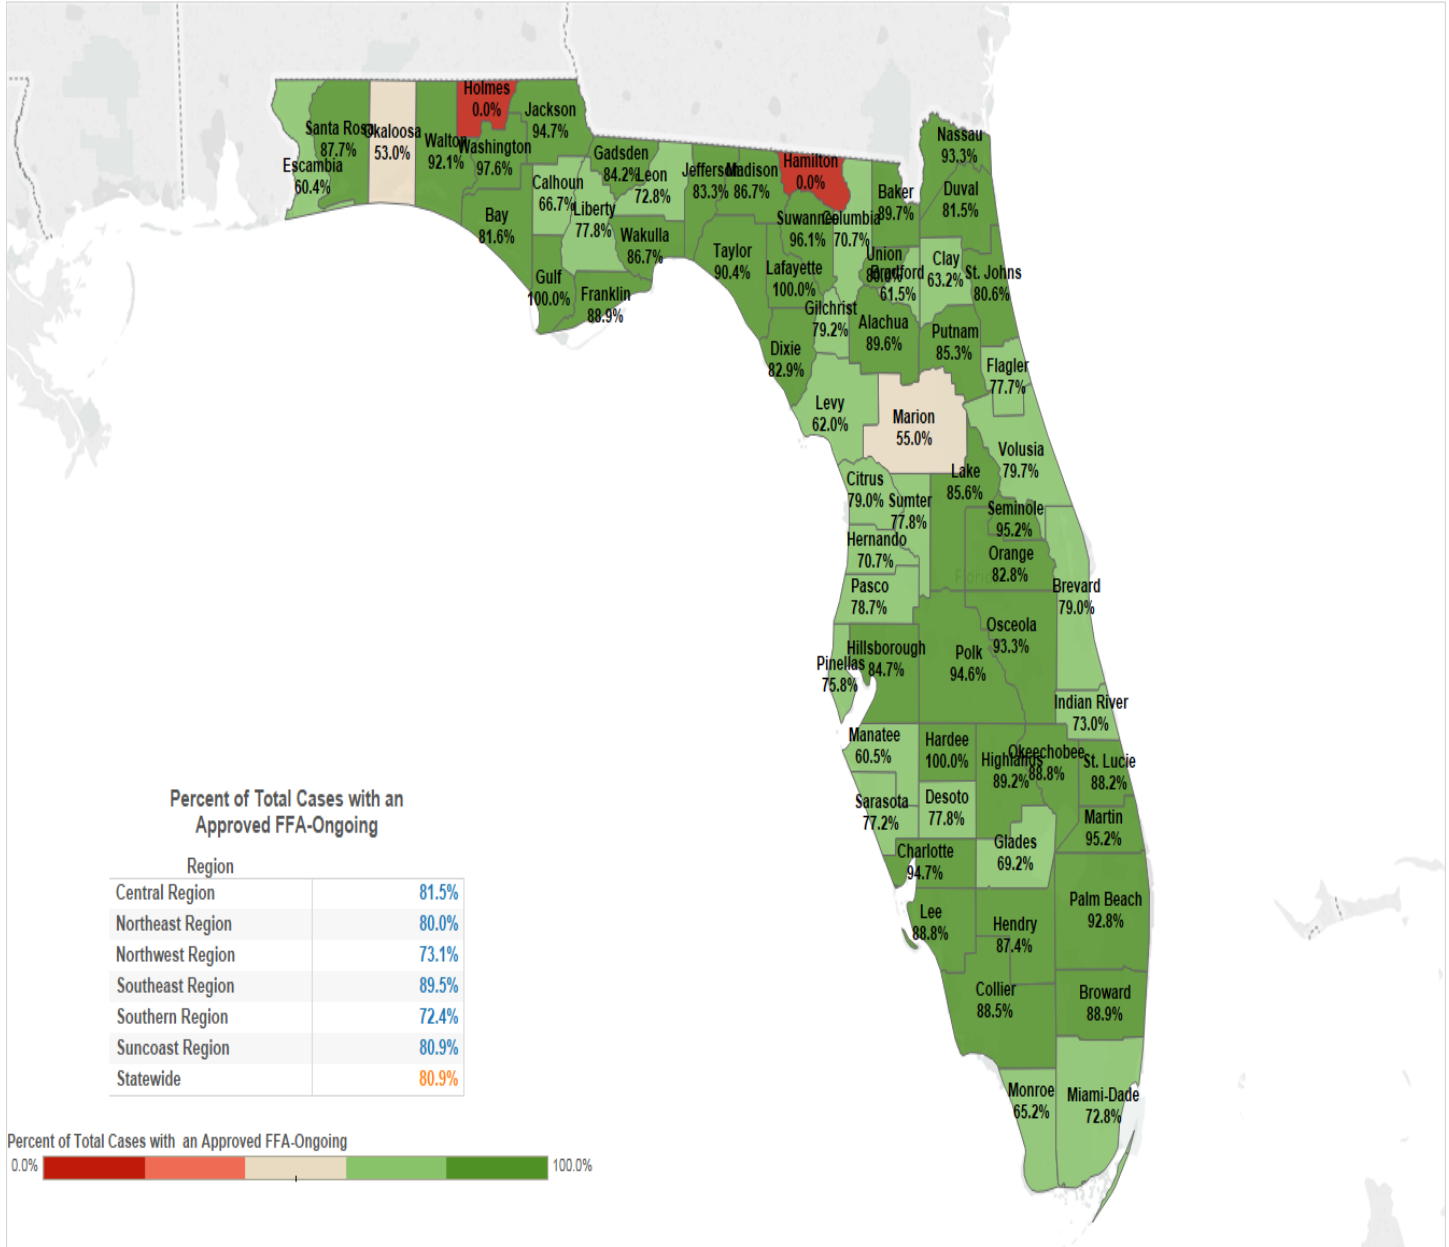 Holmes
0.0%
Jackson
94.7%
Santa Rosa
87.7%
Okaloosa
53.0%
Walton
92.1%
Washington
97.6%
Escambia
60.4%
Gadsden
84.2%
Leon
72.8%
Jefferson
83.3%
Madison
86.7%
Hamilton
0.0%
Nassau
93.3%
Calhoun
66.7%
Liberty
77.8%
Bay
81.6%
Wakulla
86.7%
Baker
89.7%
Duval
81.5%
Suwannee
96.1%
Columbia
70.7%
Taylor
90.4%
Lafayette
100.0%
Union
Bradford
61.5%
Clay
63.2%
St. Johns
80.6%
Gulf
100.0%
Franklin
88.9%
Gilchrist
79.2%
Alachua
89.6%
Putnam
85.3%
Dixie
82.9%
Flagler
77.7%
Levy
62.0%
Marion
55.0%
Volusia
79.7%
Citrus
79.0%
Sumter
77.8%
Lake
85.6%
Seminole
95.2%
Hernando
70.7%
Orange
82.8%
Florida
Pasco
78.7%
Brevard
79.0%
Osceola
93.3%
Hillsborough
84.7%
Polk
94.6%
Pinellas
75.8%
Indian River
73.0%
Manatee
60.5%
Hardee
100.0%
Highlands
89.2%
Okeechobee
88.8%
St. Lucie
88.2%
Sarasota
77.2%
Desoto
77.8%
Martin
95.2%
Charlotte
94.7%
Glades
69.2%
Lee
88.8%
Hendry
87.4%
Palm Beach
92.8%
Collier
88.5%
Broward
88.9%
Monroe
65.2%
Miami-Dade
72.8%
Percent of Total Cases with an
Approved FFA-Ongoing
Region
Central Region 81.5%
Northeast Region 80.0%
Northwest Region 73.1%
Southeast Region 89.5%
Southern Region 72.4%
Suncoast Region 80.9%
Statewide 80.9%
Percent of Total Cases with an Approved FFA-Ongoing
0.0% 100.0%